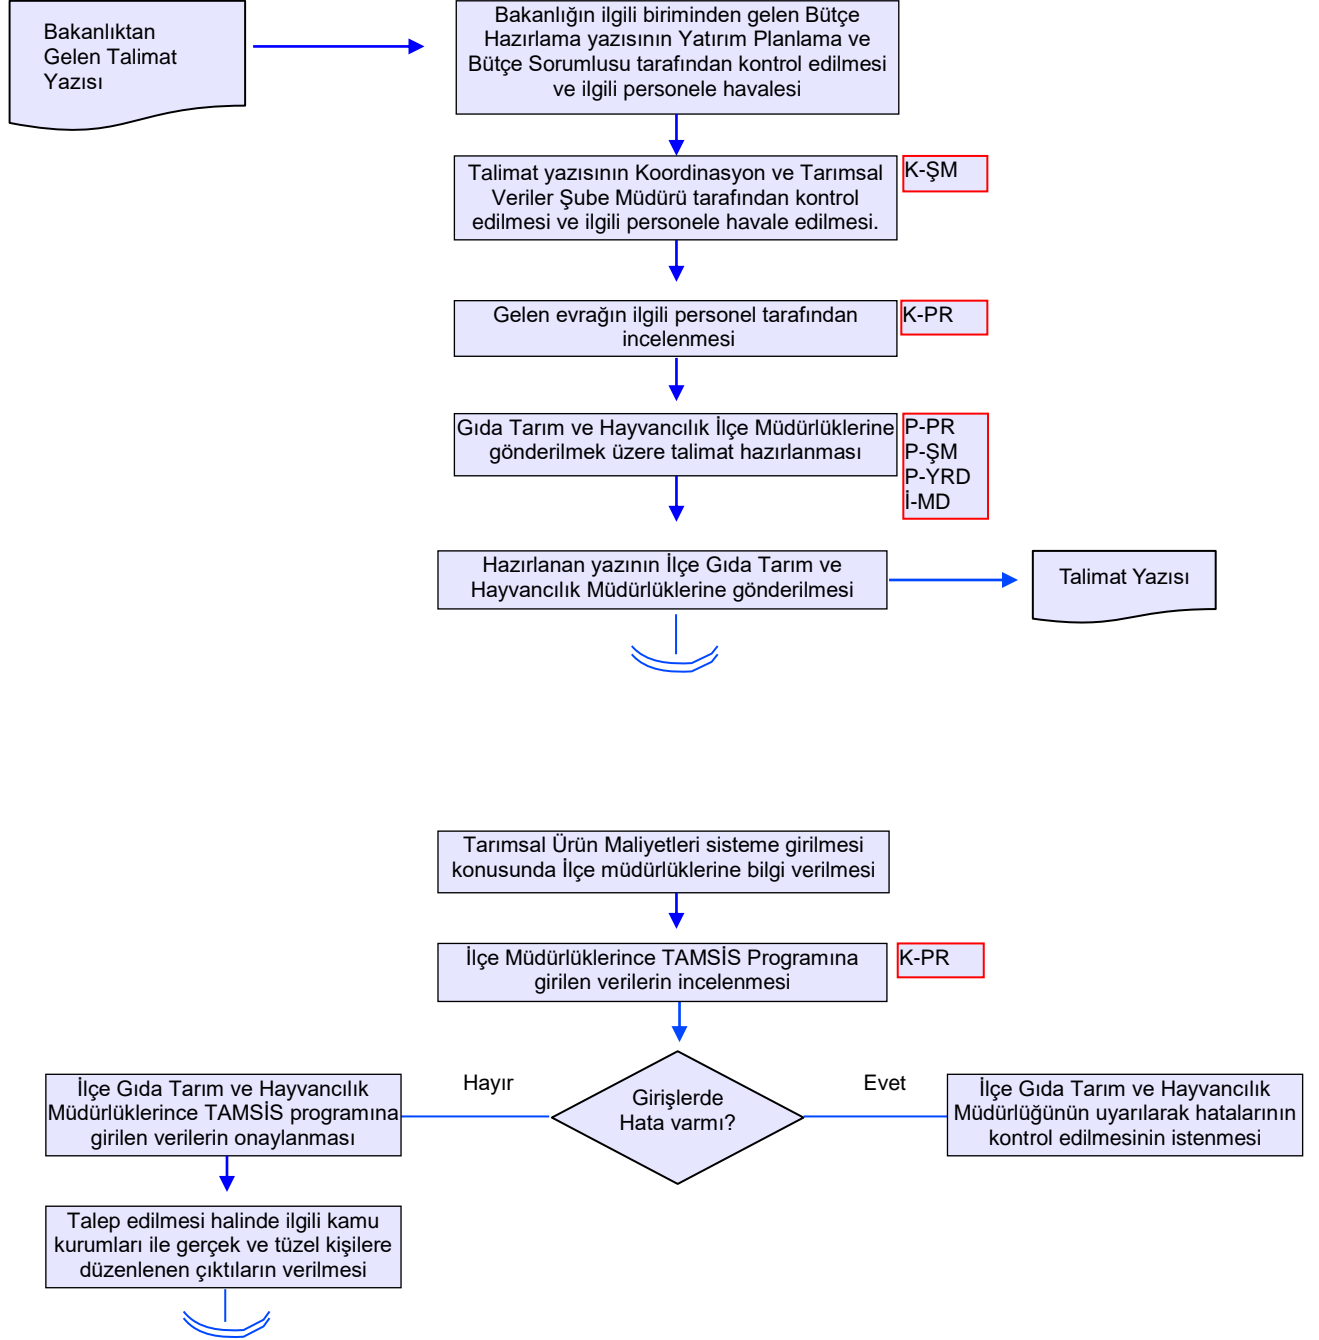 Bakanlıktan
Gelen Talimat
Yazısı
Bakanlığın ilgili biriminden gelen Bütçe
Hazırlama yazısının Yatırım Planlama ve
Bütçe Sorumlusu tarafından kontrol edilmesi
ve ilgili personele havalesi
Talimat yazısının Koordinasyon ve Tarımsal
Veriler Şube Müdürü tarafından kontrol
edilmesi ve ilgili personele havale edilmesi.
K-ŞM
Gelen evrağın ilgili personel tarafından
incelenmesi
K-PR
Gıda Tarım ve Hayvancılık İlçe Müdürlüklerine
gönderilmek üzere talimat hazırlanması
P-PR
P-ŞM
P-YRD
İ-MD
Hazırlanan yazının İlçe Gıda Tarım ve
Hayvancılık Müdürlüklerine gönderilmesi
Talimat Yazısı
Tarımsal Ürün Maliyetleri sisteme girilmesi
konusunda İlçe müdürlüklerine bilgi verilmesi
İlçe Müdürlüklerince TAMSİS Programına
girilen verilerin incelenmesi
K-PR
Girişlerde
Hata varmı?
Hayır
Evet
İlçe Gıda Tarım ve Hayvancılık
Müdürlüklerince TAMSİS programına
girilen verilerin onaylanması
İlçe Gıda Tarım ve Hayvancılık
Müdürlüğünün uyarılarak hatalarının
kontrol edilmesinin istenmesi
Talep edilmesi halinde ilgili kamu
kurumları ile gerçek ve tüzel kişilere
düzenlenen çıktıların verilmesi